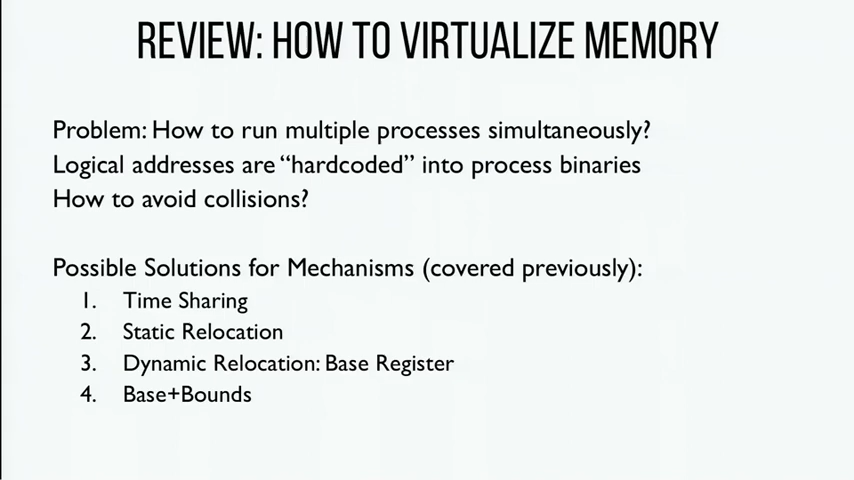 REVIEW: HOW TO VIRTUALIZE MEMORY
Problem: How to run multiple processes simultaneously?
Logical addresses are “hardcoded” into process binaries
How to avoid collisions?
Possible Solutions for Mechanisms (covered previously):
1. Time Sharing
2. Static Relocation
3. Dynamic Relocation: Base Register
4. Base+Bounds